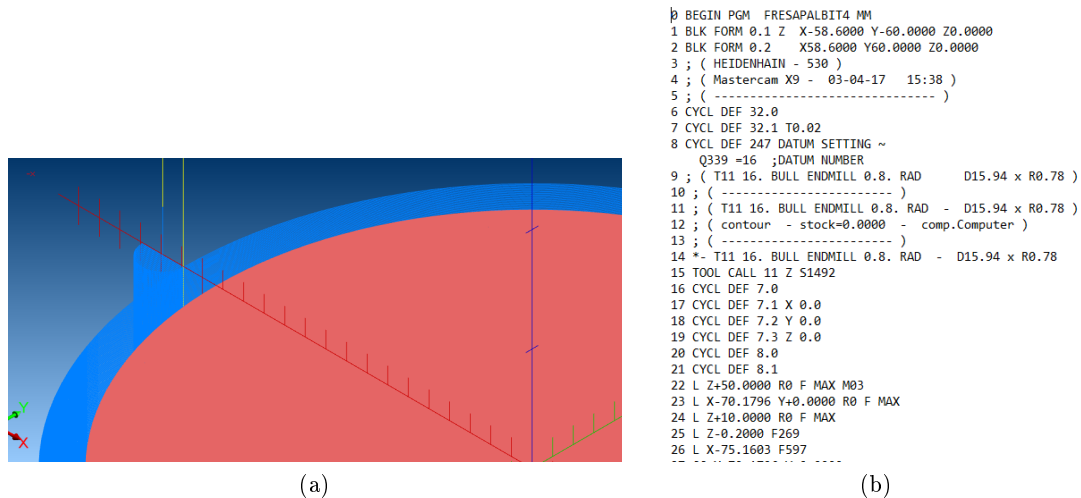 Y
X
(a)
0 BEGIN PGM  FRESAPALBIT4 MM
1 BLK FORM 0.1 Z  X-58.6000 Y-60.0000 Z0.0000
2 BLK FORM 0.2    X58.6000 Y60.0000 Z0.0000
3 ; ( HEIDENHAIN - 530 )
4 ; ( Mastercam X9 -  03-04-17   15:38 )
5 ; ( ------------------------------- )
6 CYCL DEF 32.0
7 CYCL DEF 32.1 T0.02
8 CYCL DEF 247 DATUM SETTING ~
Q339 =16  ;DATUM NUMBER
9 ; ( T11 16. BULL ENDMILL 0.8. RAD      D15.94 x R0.78 )
10 ; ( ------------------------ )
11 ; ( T11 16. BULL ENDMILL 0.8. RAD  -  D15.94 x R0.78 )
12 ; ( contour  - stock=0.0000  - comp.Computer )
13 ; ( ------------------------ )
14 *- T11 16. BULL ENDMILL 0.8. RAD  -  D15.94 x R0.78
15 TOOL CALL 11 Z S1492
16 CYCL DEF 7.0
17 CYCL DEF 7.1 X 0.0
18 CYCL DEF 7.2 Y 0.0
19 CYCL DEF 7.3 Z 0.0
20 CYCL DEF 8.0
21 CYCL DEF 8.1
22 L Z+50.0000 R0 F MAX M03
23 L X-70.1796 Y+0.0000 R0 F MAX
24 L Z+10.0000 R0 F MAX
25 L Z-0.2000 F269
26 L X-75.1603 F597
(b)